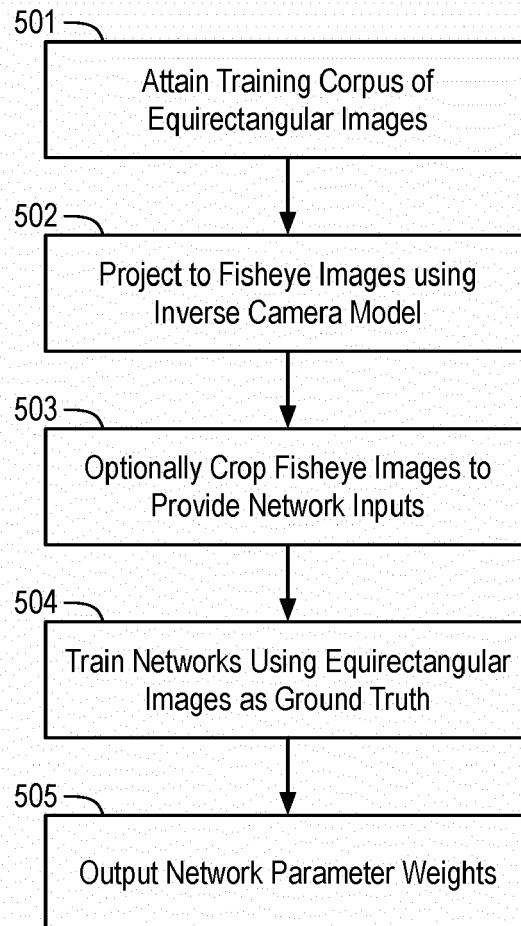 501
Attain Training Corpus of
Equirectangular Images
502
Project to Fisheye Images using
Inverse Camera Model
503
Optionally Crop Fisheye Images to
Provide Network Inputs
504
Train Networks Using Equirectangular
Images as Ground Truth
505
Output Network Parameter Weights